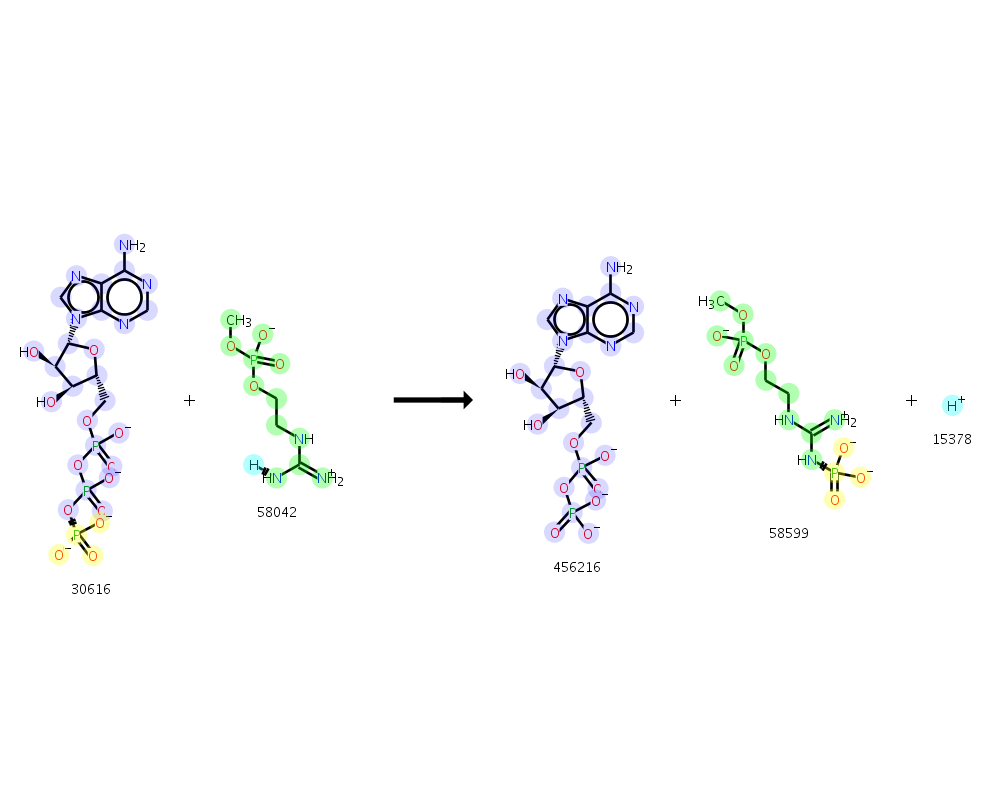 NH2
N
N
N
N
HO
O
HO
O
O−
P
O
O
O−
P
O
O
O−
P
O−
O
30616
+
CH3
O−
O
P
O
O
NH
H
HN
NH2+
58042
NH2
N
N
N
N
HO
O
HO
O
O−
P
O
O
O−
P
O
O−
456216
+
H3C
O
O−
P
O
O
HN
NH2+
HN
O−
P
O−
O
58599
+
H+
15378